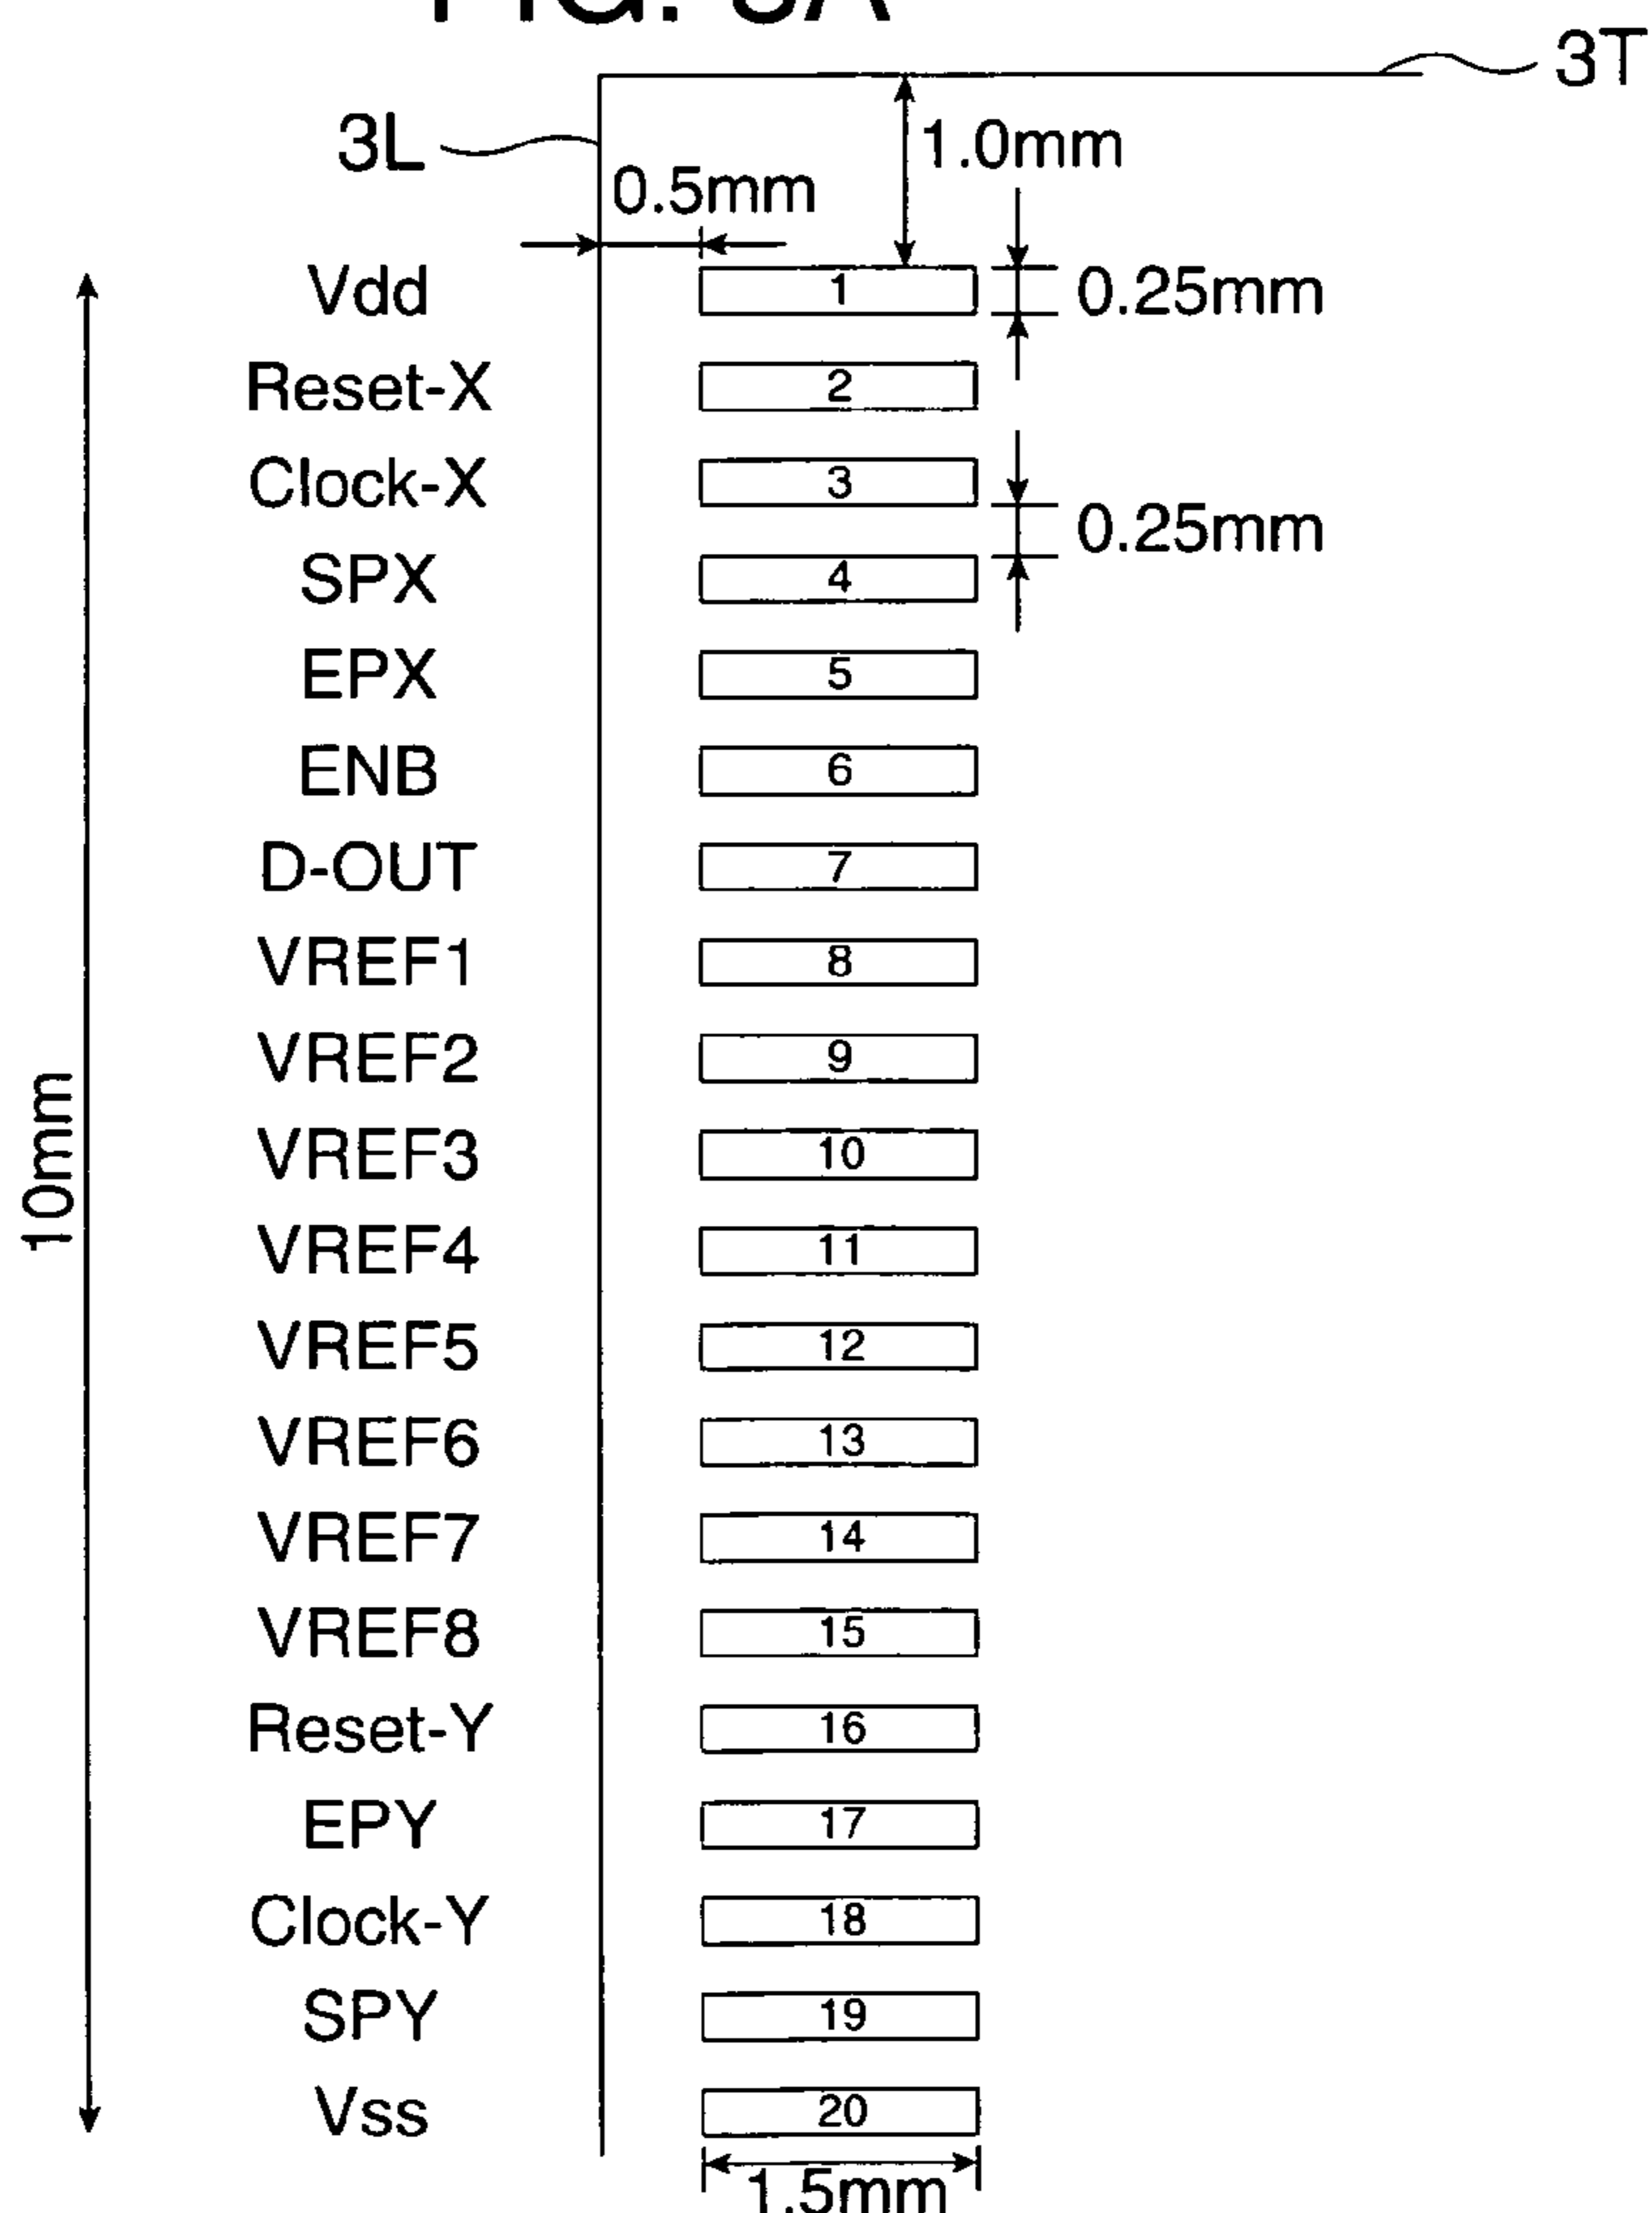 FIG. 3A
3T
3L
1.0mm
0.5mm
Vdd 1 0.25mm
Reset-X 2
Clock-X 3
0.25mm
SPX 4
EPX 5
ENB 6
D-OUT 7
VREF1 8
VREF2 9
VREF3 10
10mm
VREF4 11
VREF5 12
VREF6 13
VREF7 14
VREF8 15
Reset-Y 16
EPY 17
Clock-Y 18
SPY 19
Vss 20
1.5mm